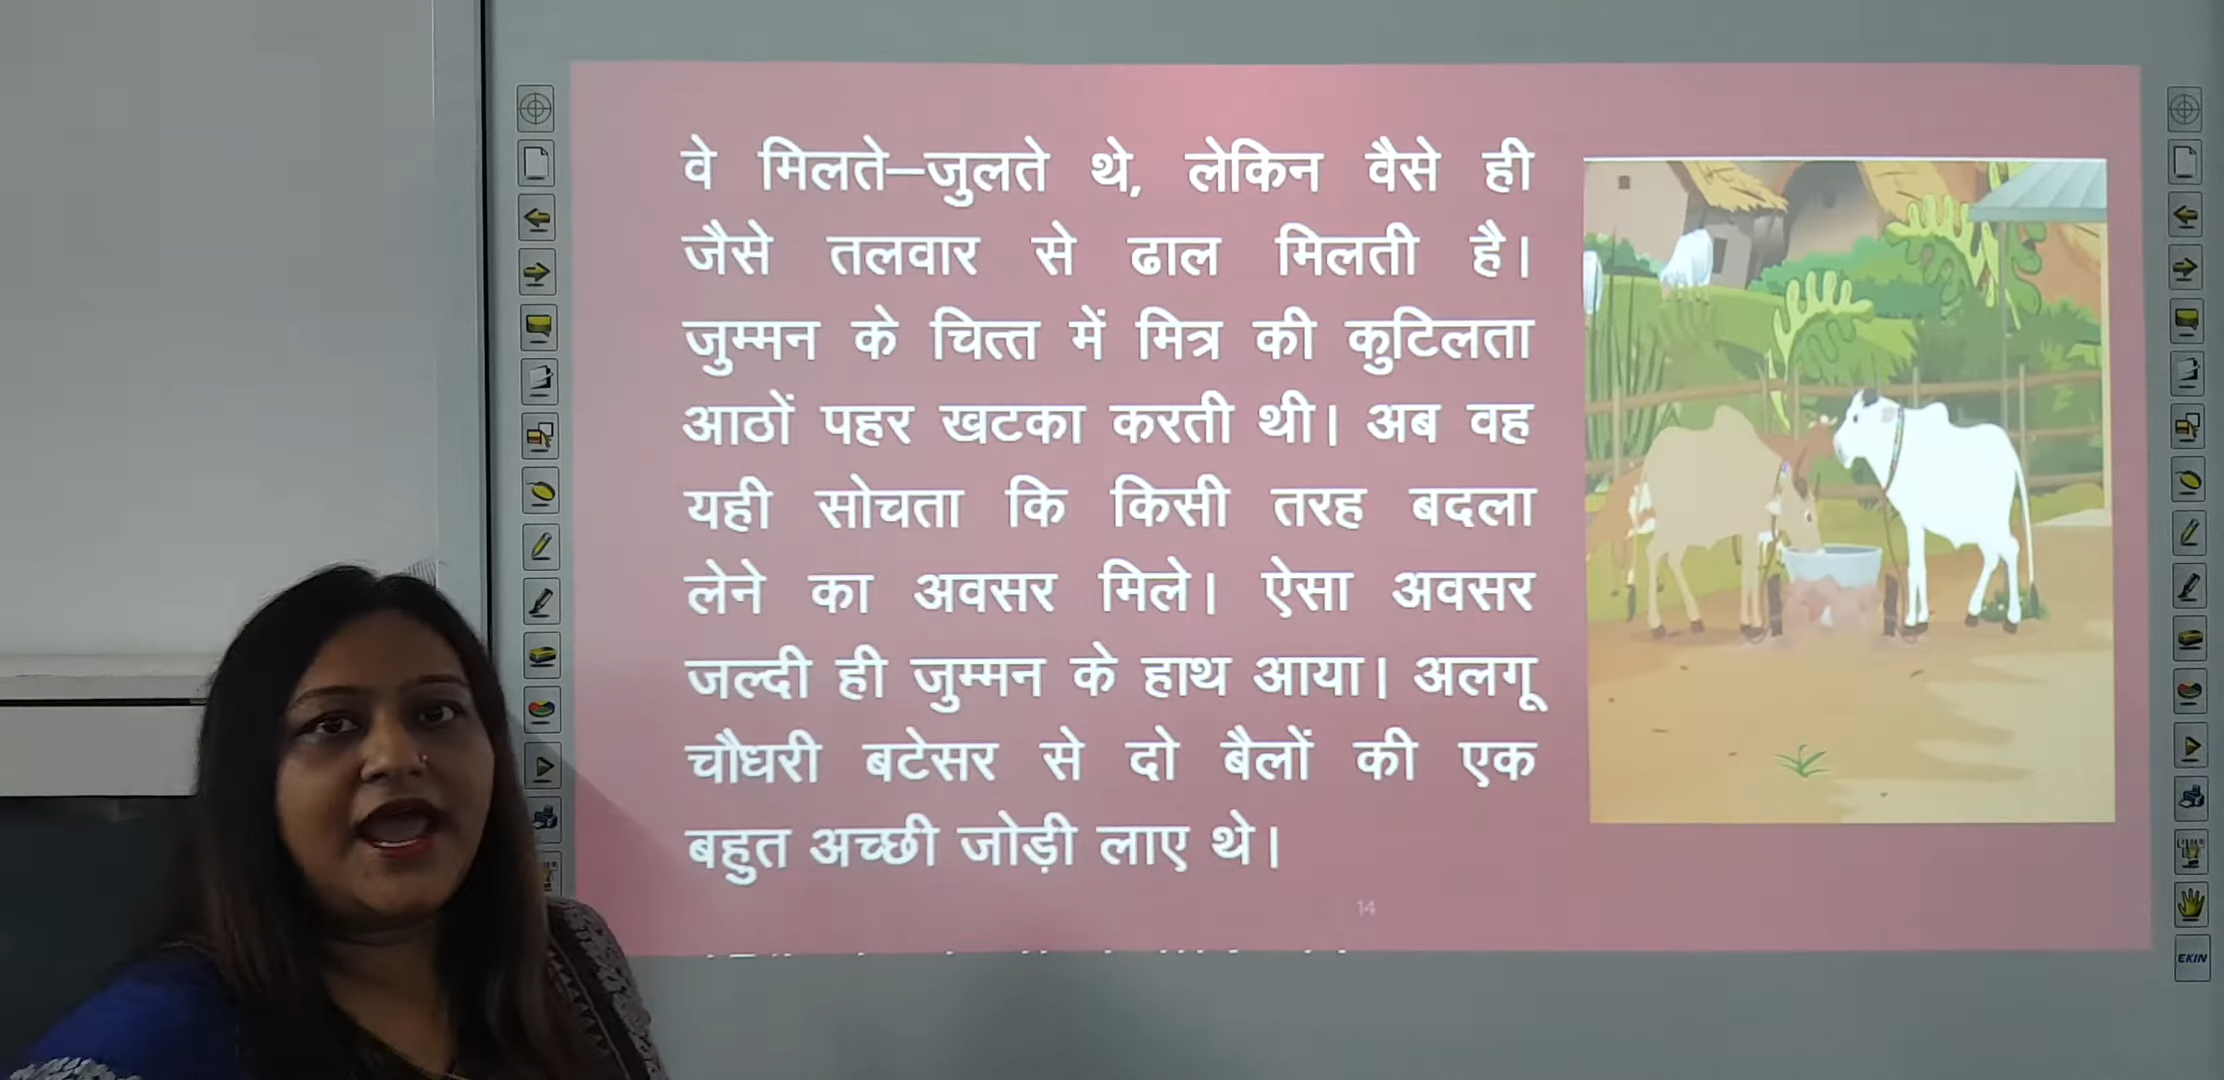 वे मिलते–जुलते थे, लेकिन वैसे ही
जैसे तलवार से ढाल मिलती है।
जुम्मन के चित्त में मित्र की कुटिलता
आठों पहर खटका करती थी। अब वह
यही सोचता कि किसी तरह बदला
लेने का अवसर मिले। ऐसा अवसर
जल्दी ही जुम्मन के हाथ आया। अलगू
चौधरी बटेसर से दो बैलों की एक
बहुत अच्छी जोड़ी लाए थे।
14
EKIN